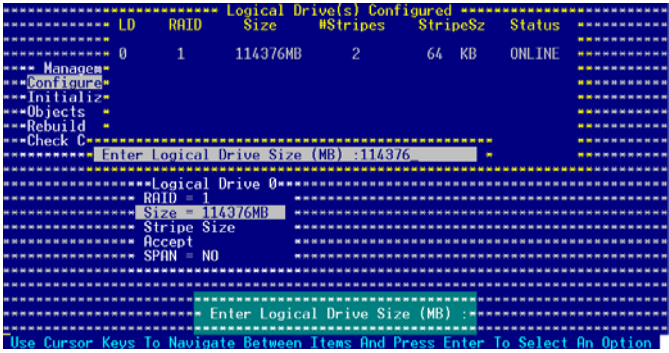 Logical Drive(s) Configured
LD RAID Size #Stripes StripeSz Status
0 1 114376MB 2 64 KB ONLINE
Managem
Configure
Initializ
Objects
Rebuild
Check C
Enter Logical Drive Size (MB) :114376_
Logical Drive 0
RAID = 1
Size = 114376MB
Stripe Size
Accept
SPAN = NO
Enter Logical Drive Size (MB) :
Use Cursor Keys To Navigate Between Items And Press Enter To Select An Option